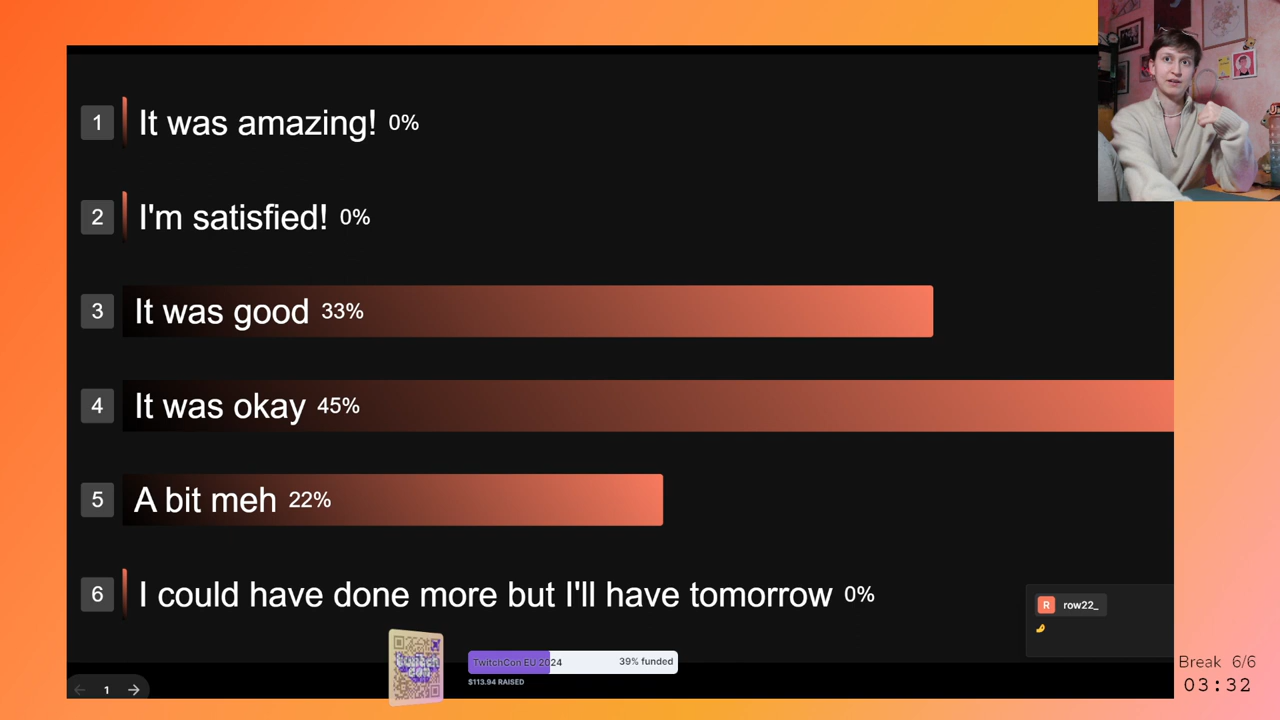 1 It was amazing! 0%
2 I'm satisfied! 0%
3 It was good 33%
4 It was okay 45%
5 A bit meh 22%
6 I could have done more but I'll have tomorrow 0%
R row22_
TWITCH
CON
TwitchCon EU 2024 39% funded
$113.94 RAISED
1
Break 6/6
03:32